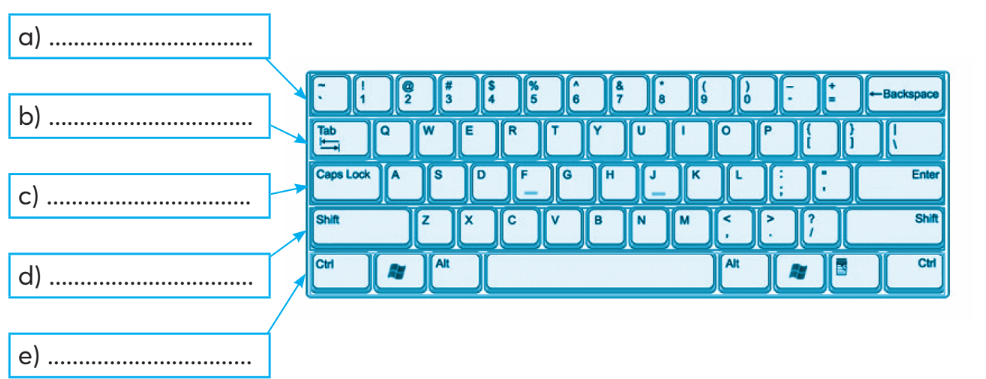 a) ..................................
b) ..................................
c) ..................................
d) ..................................
e) ..................................
~ ! @ # $ % ^ & * ( ) _ +
` 1 2 3 4 5 6 7 8 9 0 - = ←Backspace
Tab Q W E R T Y U I O P { } |
[ ] \
Caps Lock A S D F G H J K L : " Enter
; '
Shift Z X C V B N M < > ? Shift
, . /
Ctrl Alt Alt Ctrl